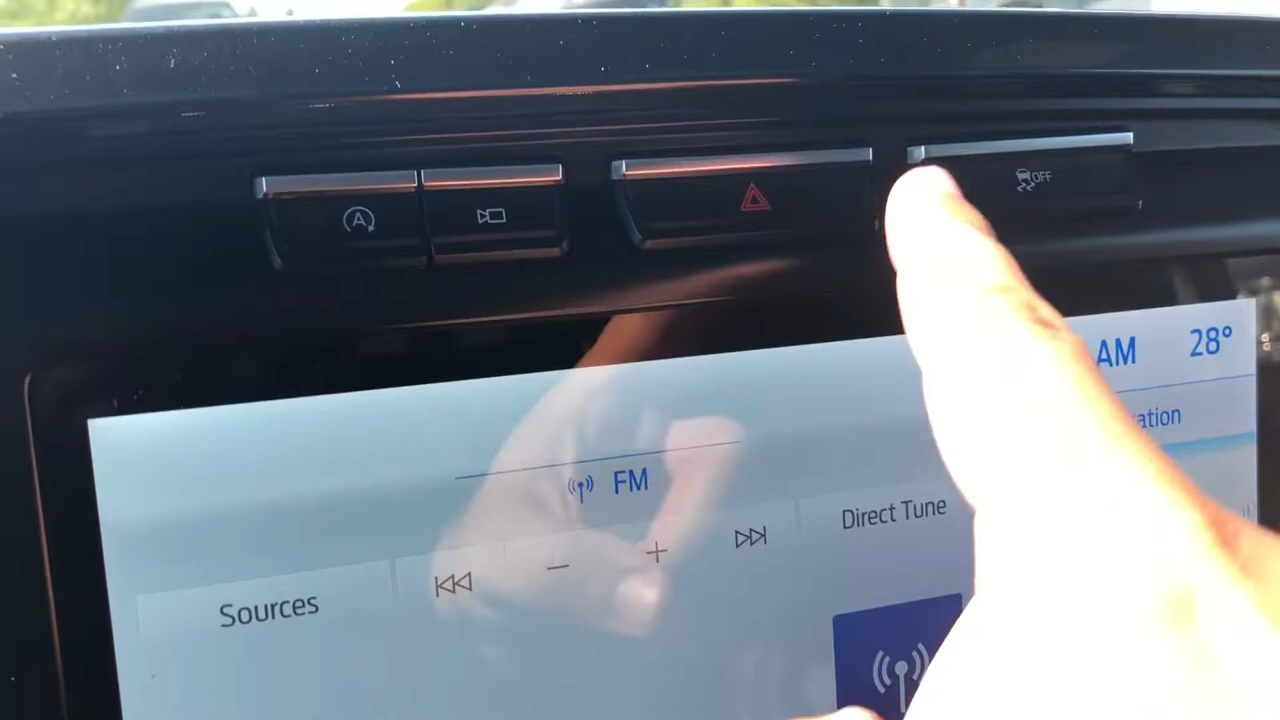 A
OFF
AM 28°
ation
FM
Direct Tune
Sources